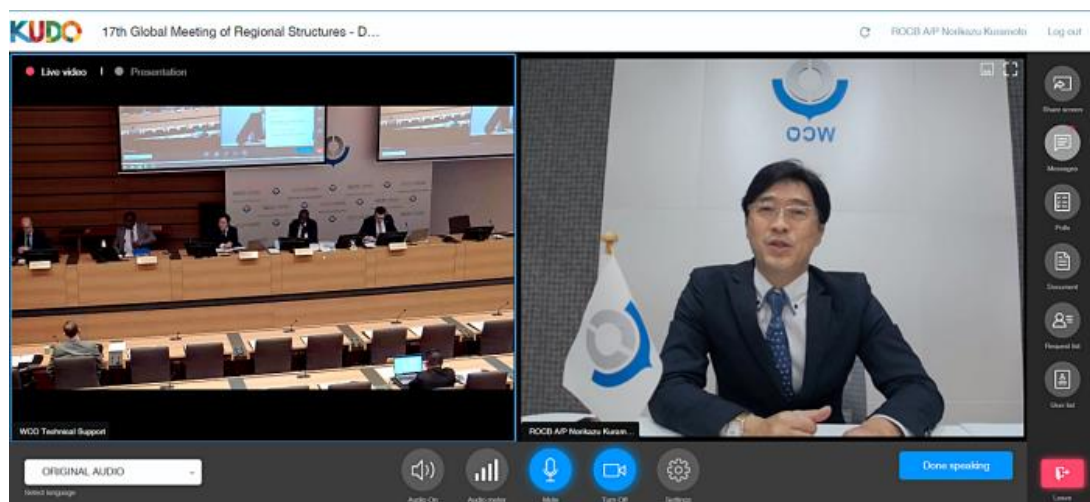 KUDO
17th Global Meeting of Regional Structures - D...
ROCB A/P Norikazu Kuramoto
Log out
Live video | Presentation
WCO
Share screen
Messages
Polls
Document
Request list
User list
WCO Technical Support
ROCB A/P Norikazu Kuram...
ORIGINAL AUDIO
Select language
Audio On
Audio meter
Mute
Turn Off
Settings
Done speaking
Leave